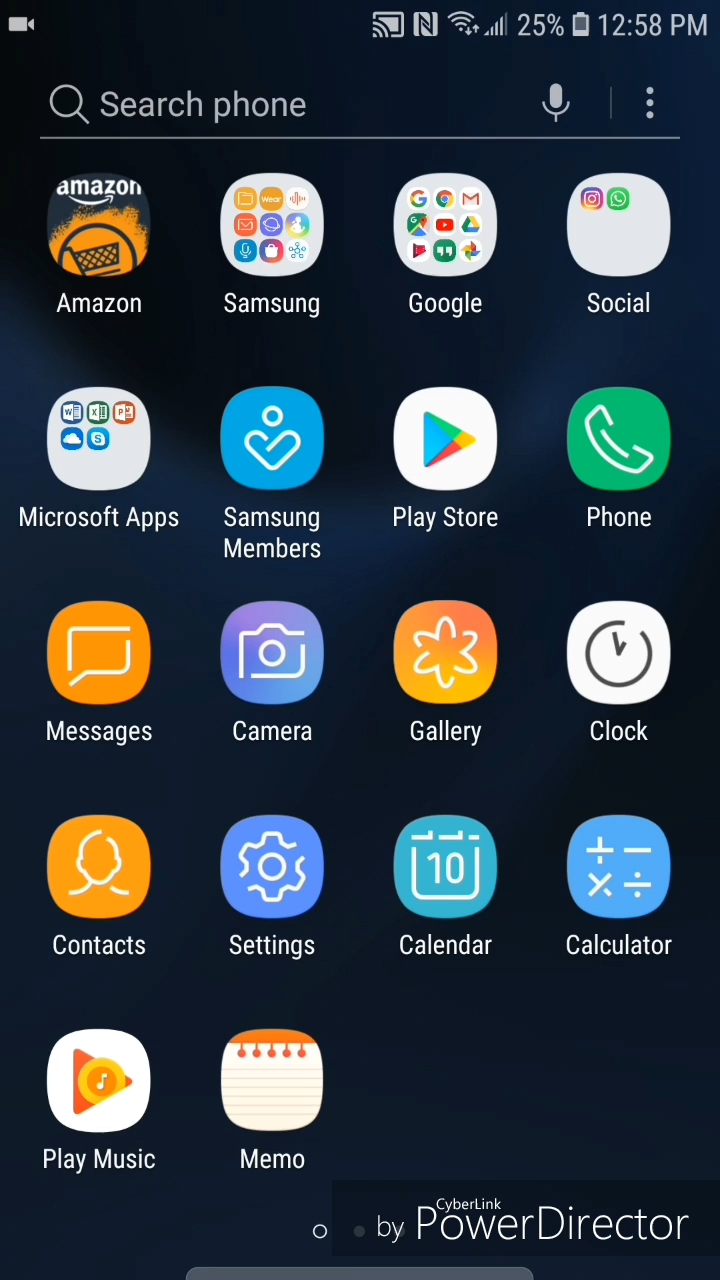 25% 12:58 PM
Search phone
amazon
Wear
Amazon Samsung Google Social
Microsoft Apps Samsung Members Play Store Phone
Messages Camera Gallery Clock
10
Contacts Settings Calendar Calculator
Play Music Memo
CyberLink
by PowerDirector